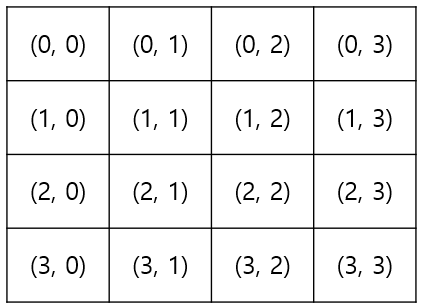 (0, 0) (0, 1) (0, 2) (0, 3)
(1, 0) (1, 1) (1, 2) (1, 3)
(2, 0) (2, 1) (2, 2) (2, 3)
(3, 0) (3, 1) (3, 2) (3, 3)